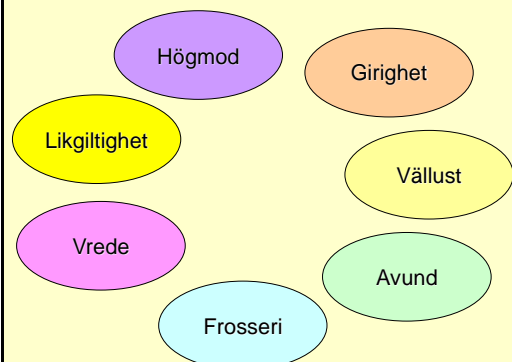 Högmod
Girighet
Likgiltighet
Vällust
Vrede
Avund
Frosseri